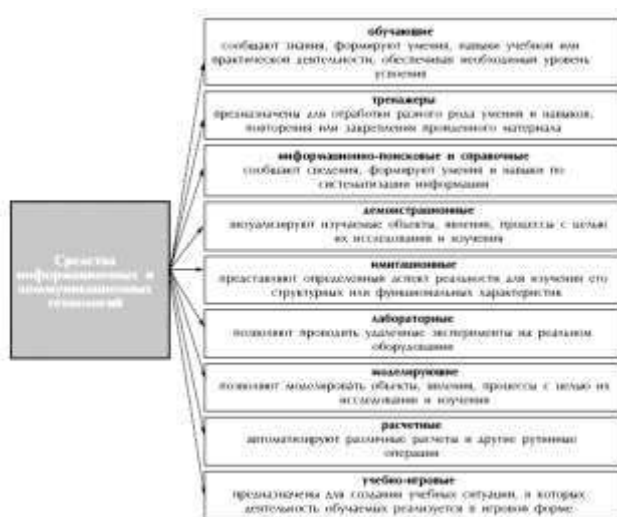 Средства
информационных и
коммуникационных
технологий
обучающие
сообщают знания, формируют умения, навыки учебной или
практической деятельности, обеспечивая необходимый уровень
усвоения
тренажеры
предназначены для отработки разного рода умений и навыков,
повторения или закрепления пройденного материала
информационно-поисковые и справочные
сообщают сведения, формируют умения и навыки по
систематизации информации
демонстрационные
визуализируют изучаемые объекты, явления, процессы с целью
их исследования и изучения
имитационные
представляют определенный аспект реальности для изучения его
структурных или функциональных характеристик
лабораторные
позволяют проводить удаленные эксперименты на реальном
оборудовании
моделирующие
позволяют моделировать объекты, явления, процессы с целью их
исследования и изучения
расчетные
автоматизируют различные расчеты и другие рутинные
операции
учебно-игровые
предназначены для создания учебных ситуаций, в которых
деятельность обучаемых реализуется в игровой форме